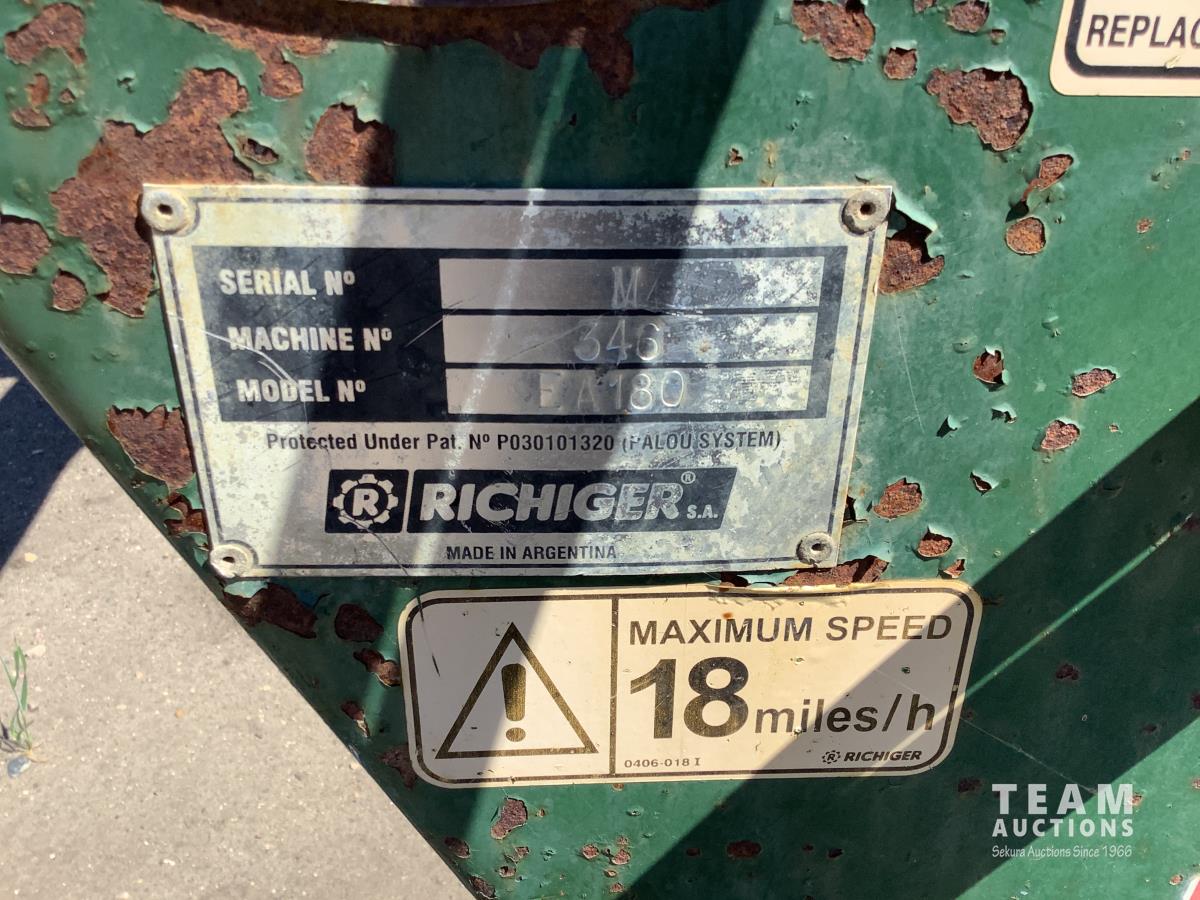 REPLAC
SERIAL Nº M
MACHINE Nº 346
MODEL Nº EA180
Protected Under Pat. Nº P030101320 (PALOU SYSTEM)
R RICHIGER® S.A.
MADE IN ARGENTINA
MAXIMUM SPEED
18 miles/h
0406-018 I
R RICHIGER
TEAM
AUCTIONS
Sekura Auctions Since 1966